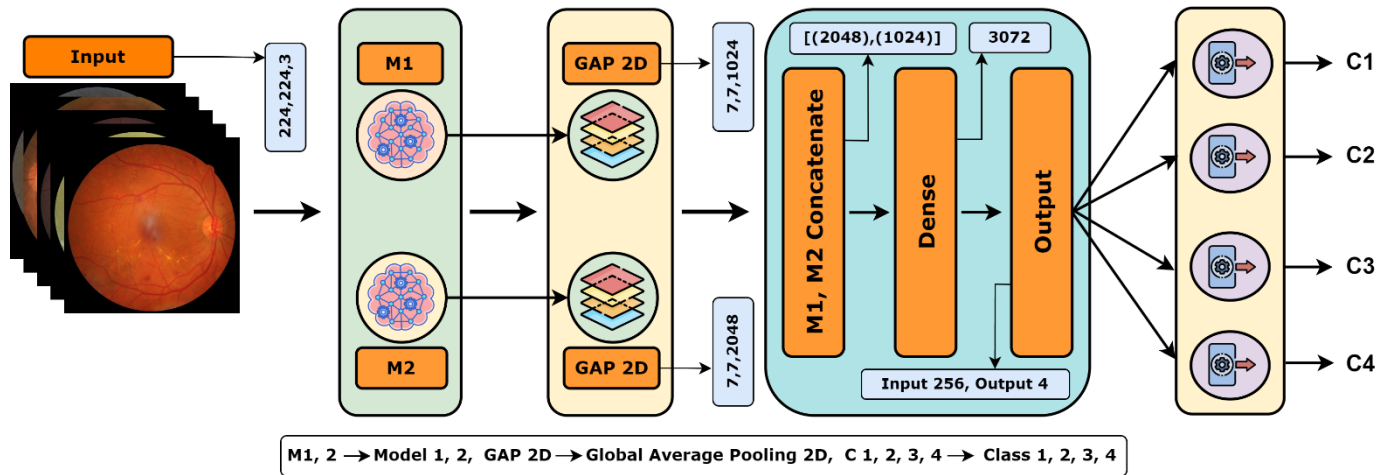 Input
224,224,3
M1
GAP 2D
7,7,1024
M2
GAP 2D
7,7,2048
[(2048),(1024)]
3072
M1, M2 Concatenate
Dense
Output
Input 256, Output 4
C1
C2
C3
C4
M1, 2 → Model 1, 2, GAP 2D → Global Average Pooling 2D, C 1, 2, 3, 4 → Class 1, 2, 3, 4